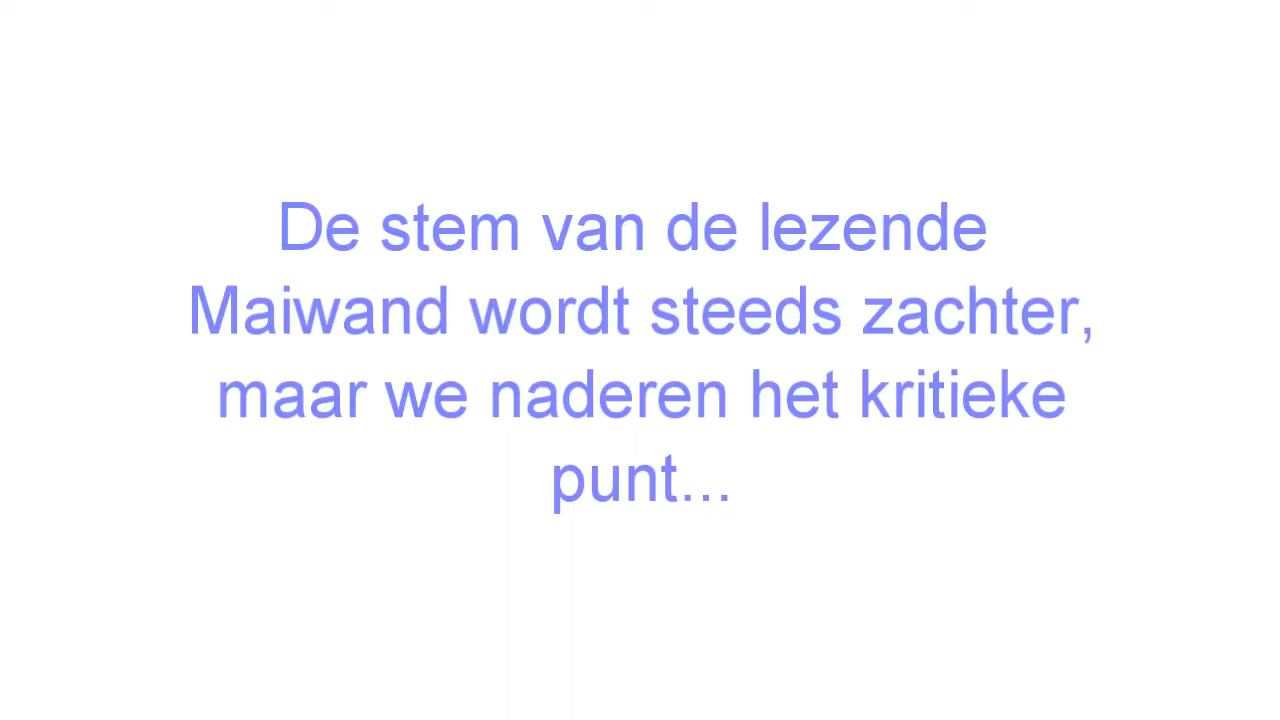 De stem van de lezende
Maiwand wordt steeds zachter,
maar we naderen het kritieke
punt...